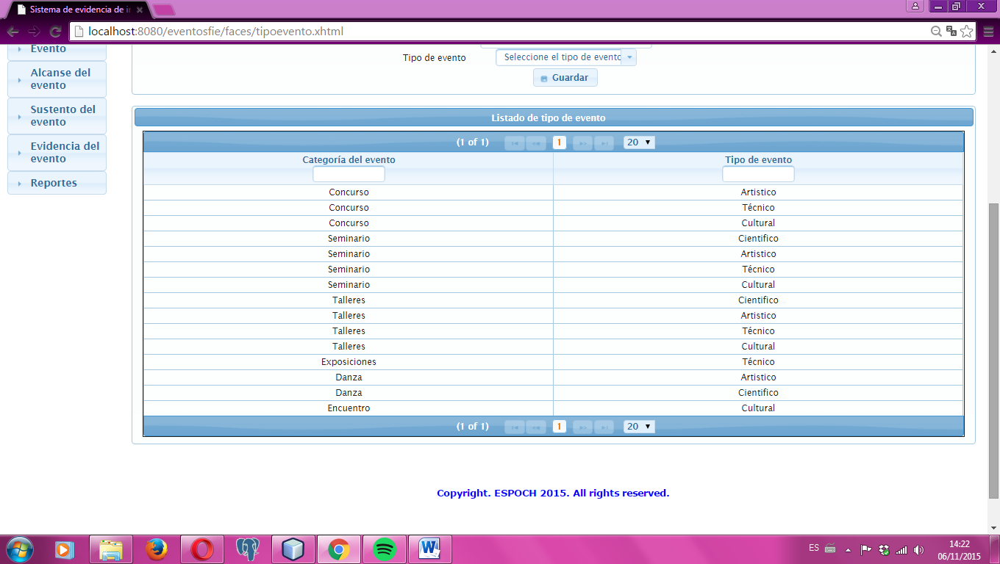 Sistema de evidencia de i
localhost:8080/eventosfie/faces/tipoevento.xhtml
Evento
Alcanse del
evento
Sustento del
evento
Evidencia del
evento
Reportes
Tipo de evento
Seleccione el tipo de evento
Guardar
Listado de tipo de evento
(1 of 1) 1 20
Categoría del evento Tipo de evento
Concurso Artistico
Concurso Técnico
Concurso Cultural
Seminario Cientifico
Seminario Artistico
Seminario Técnico
Seminario Cultural
Talleres Cientifico
Talleres Artistico
Talleres Técnico
Talleres Cultural
Exposiciones Técnico
Danza Artistico
Danza Cientifico
Encuentro Cultural
(1 of 1) 1 20
Copyright. ESPOCH 2015. All rights reserved.
ES
14:22
06/11/2015